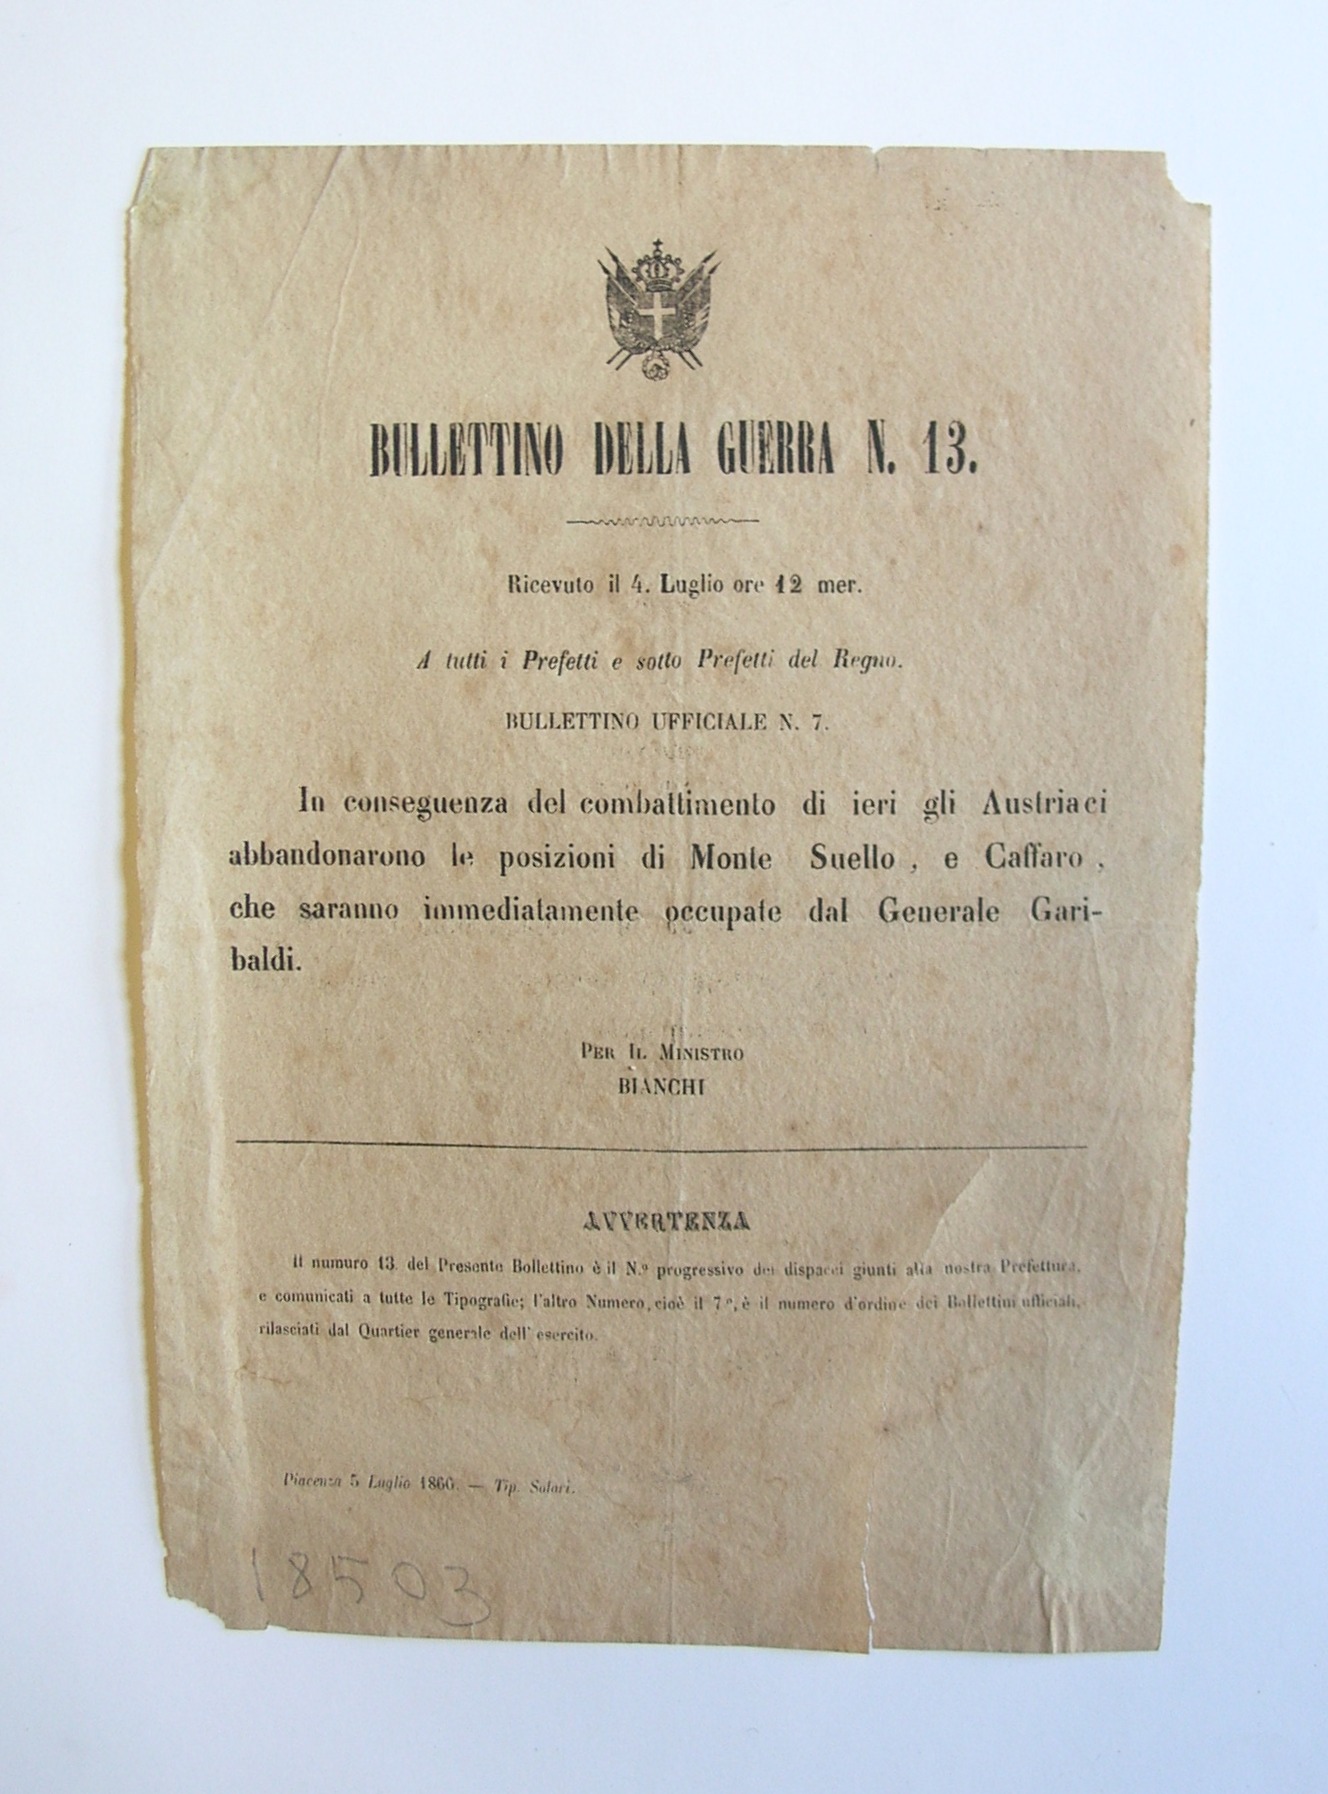 BULLETTINO DELLA GUERRA N. 13.
Ricevuto il 4. Luglio ore 12 mer.
A tutti i Prefetti e sotto Prefetti del Regno.
BULLETTINO UFFICIALE N. 7.
In conseguenza del combattimento di ieri gli Austriaci
abbandonarono le posizioni di Monte Suello, e Caffaro,
che saranno immediatamente occupate dal Generale Gari-
baldi.
PER IL MINISTRO
BIANCHI
AVVERTENZA
Il numuro 13. del Presente Bollettino è il N.º progressivo dei dispacci giunti alla nostra Prefettura,
e comunicati a tutte le Tipografie; l'altro Numero, cioè il 7º, è il numero d'ordine dei Bollettini ufficiali,
rilasciati dal Quartier generale dell'esercito.
Piacenza 5 Luglio 1866. — Tip. Solari.
18503